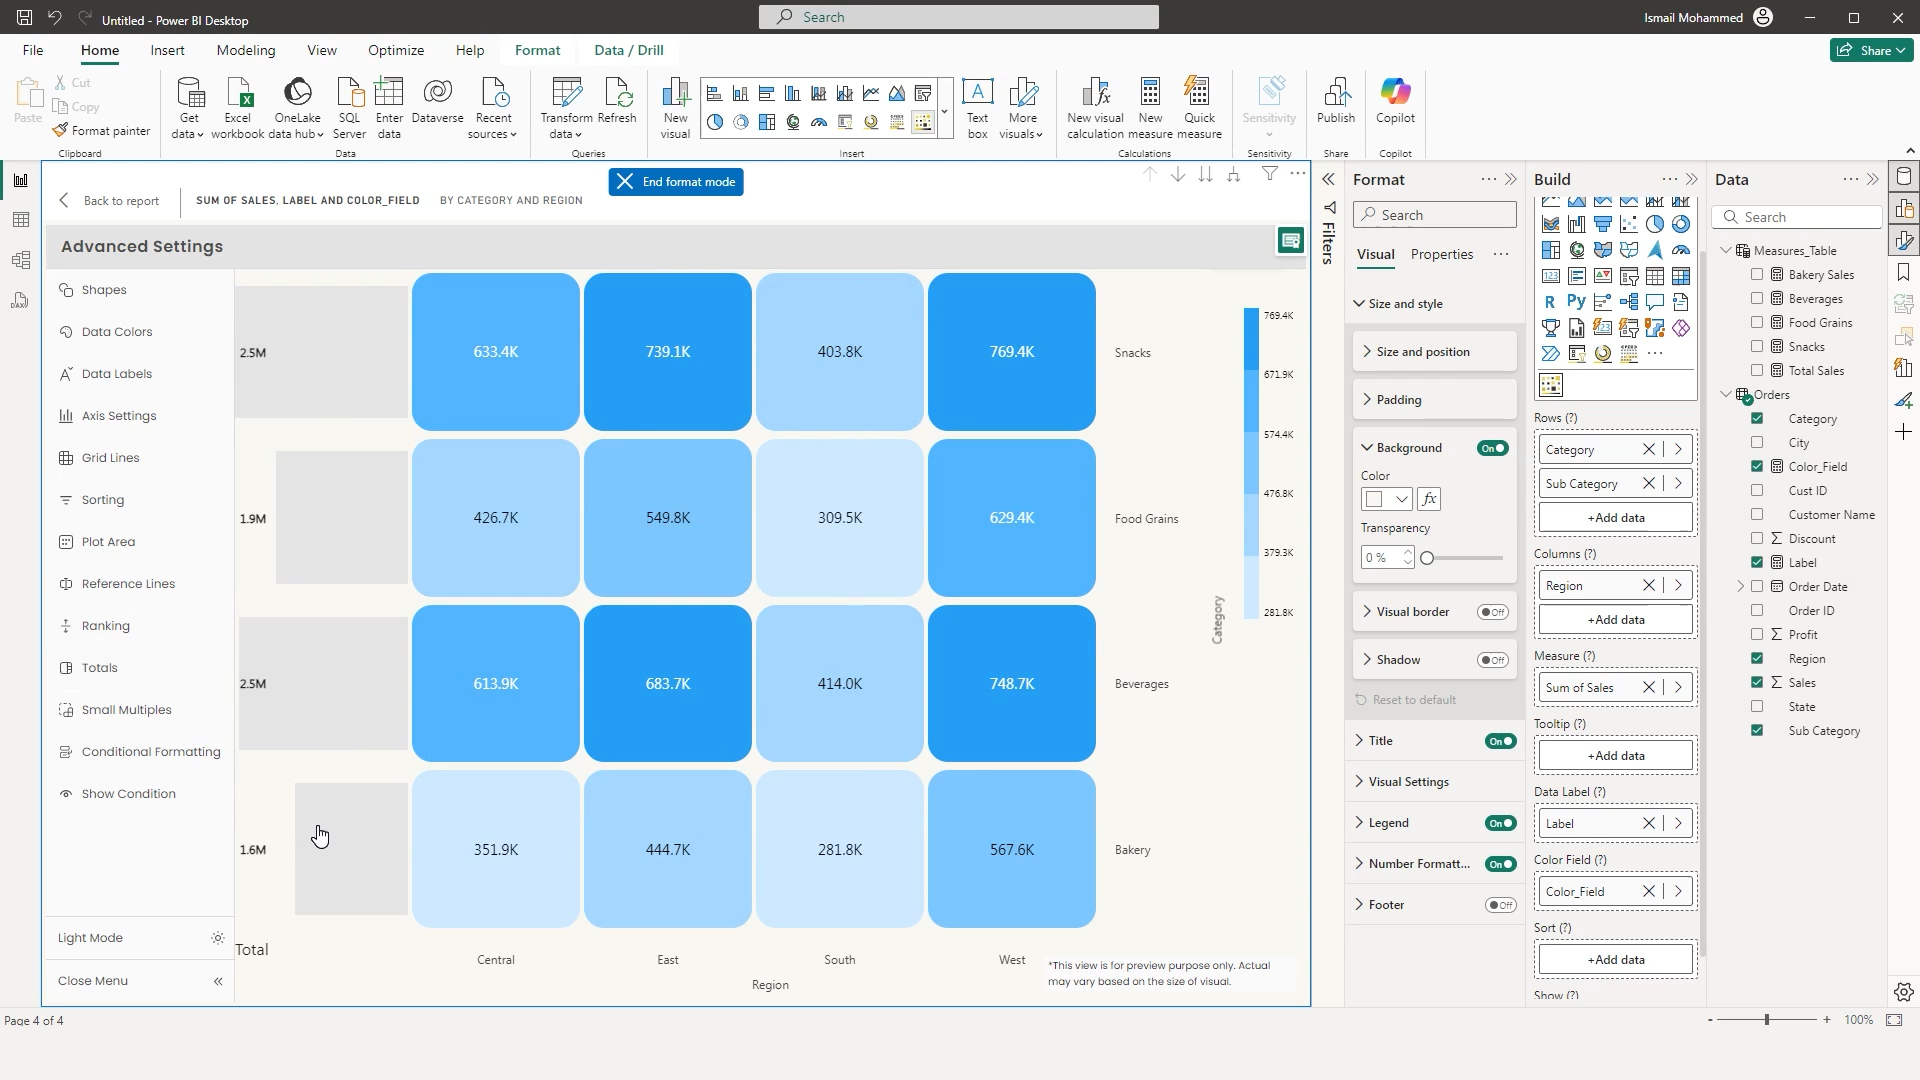 Untitled - Power BI Desktop
Search
Ismail Mohammed
File
Home
Insert
Modeling
View
Optimize
Help
Format
Data / Drill
Share
Paste
Cut
Copy
Format painter
Clipboard
Get data
Excel workbook
OneLake data hub
SQL Server
Enter data
Dataverse
Recent sources
Data
Transform data
Refresh
Queries
New visual
Text box
More visuals
Insert
New visual calculation
New measure
Quick measure
Calculations
Sensitivity
Sensitivity
Publish
Share
Copilot
Copilot
Back to report
SUM OF SALES, LABEL AND COLOR_FIELD
BY CATEGORY AND REGION
End format mode
Advanced Settings
Shapes
Data Colors
Data Labels
Axis Settings
Grid Lines
Sorting
Plot Area
Reference Lines
Ranking
Totals
Small Multiples
Conditional Formatting
Show Condition
Light Mode
Close Menu
2.5M
633.4K
739.1K
403.8K
769.4K
Snacks
1.9M
426.7K
549.8K
309.5K
629.4K
Food Grains
2.5M
613.9K
683.7K
414.0K
748.7K
Beverages
1.6M
351.9K
444.7K
281.8K
567.6K
Bakery
Total
Central
East
South
West
Region
Category
769.4K
671.9K
574.4K
476.8K
379.3K
281.8K
*This view is for preview purpose only. Actual
may vary based on the size of visual.
Filters
Format
Search
Visual
Properties
Size and style
Size and position
Padding
Background
On
Color
fx
Transparency
0 %
Visual border
Off
Shadow
Off
Reset to default
Title
On
Visual Settings
Legend
On
Number Formatt...
On
Footer
Off
Build
R
Py
123
Rows (?)
Category
Sub Category
+Add data
Columns (?)
Region
+Add data
Measure (?)
Sum of Sales
Tooltip (?)
+Add data
Data Label (?)
Label
Color Field (?)
Color_Field
Sort (?)
+Add data
Show (?)
Data
Search
Measures_Table
Bakery Sales
Beverages
Food Grains
Snacks
Total Sales
Orders
Category
City
Color_Field
Cust ID
Customer Name
Discount
Label
Order Date
Order ID
Profit
Region
Sales
State
Sub Category
Page 4 of 4
100%